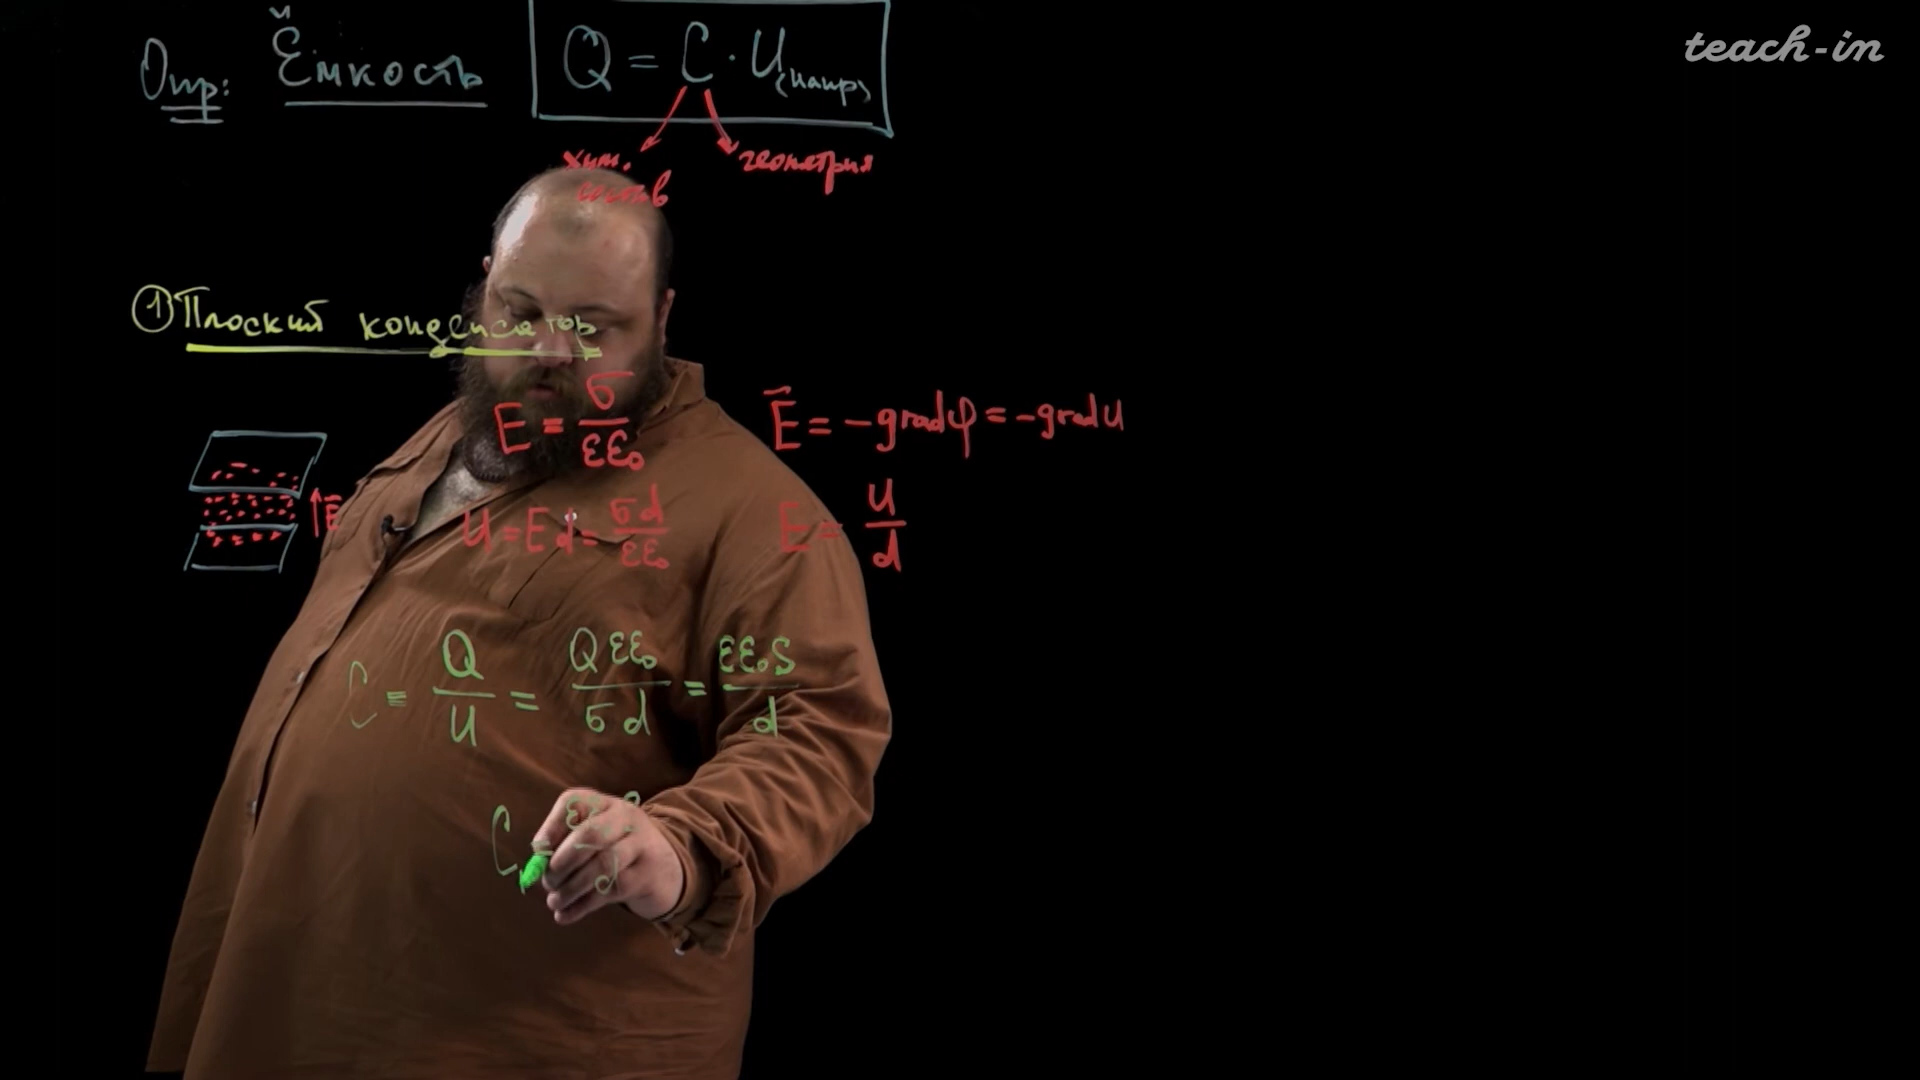 teach-in
Опр: Ёмкость Q = C · U(напр)
хим. состав геометрия
① Плоский конденсатор
E = σ/εε₀ E̅ = -gradφ = -gradU
E̅
U = Ed = σd/εε₀ E = U/d
C ≡ Q/U = Qεε₀/σd = εε₀S/d
C = εε₀S/d